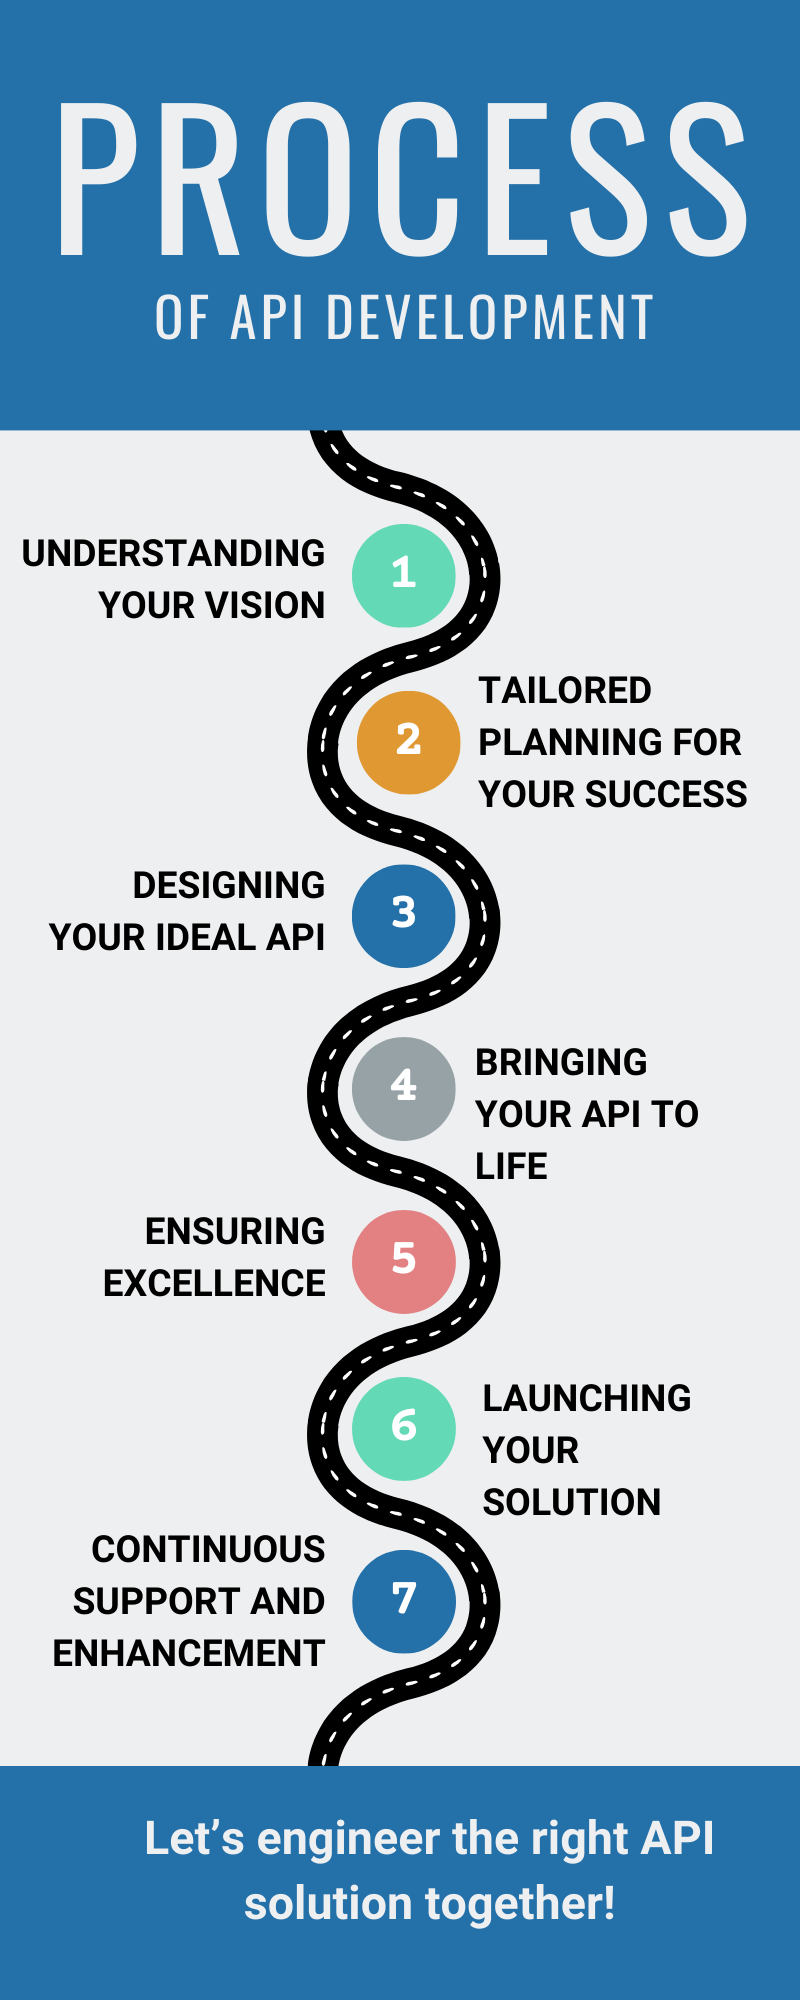 PROCESS
OF API DEVELOPMENT
UNDERSTANDING
YOUR VISION
1
2
TAILORED
PLANNING FOR
YOUR SUCCESS
DESIGNING
YOUR IDEAL API
3
4
BRINGING
YOUR API TO
LIFE
ENSURING
EXCELLENCE
5
6
LAUNCHING
YOUR
SOLUTION
CONTINUOUS
SUPPORT AND
ENHANCEMENT
7
Let’s engineer the right API
solution together!